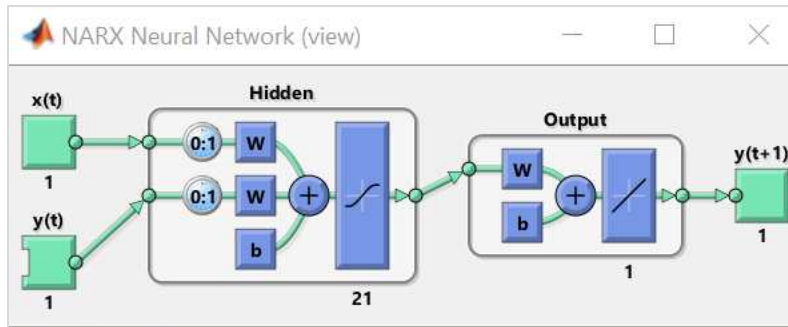 NARX Neural Network (view)
Hidden
x(t)
0:1
W
1
Output
y(t+1)
W
0:1
W
+
+
b
1
y(t)
b
1
1
21